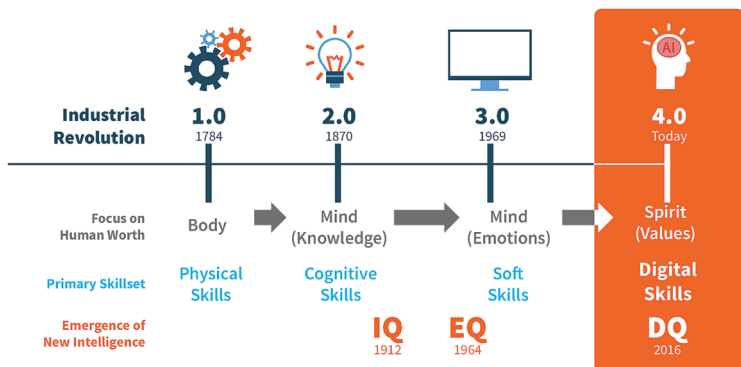 AI
Industrial
Revolution
1.0
1784
2.0
1870
3.0
1969
4.0
Today
Focus on
Human Worth
Body
Mind
(Knowledge)
Mind
(Emotions)
Spirit
(Values)
Primary Skillset
Physical
Skills
Cognitive
Skills
Soft
Skills
Digital
Skills
Emergence of
New Intelligence
IQ
1912
EQ
1964
DQ
2016